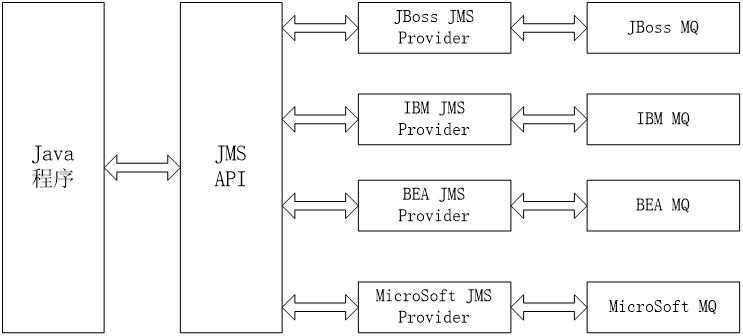 Java
程序
JMS
API
JBoss JMS
Provider
JBoss MQ
IBM JMS
Provider
IBM MQ
BEA JMS
Provider
BEA MQ
MicroSoft JMS
Provider
MicroSoft MQ